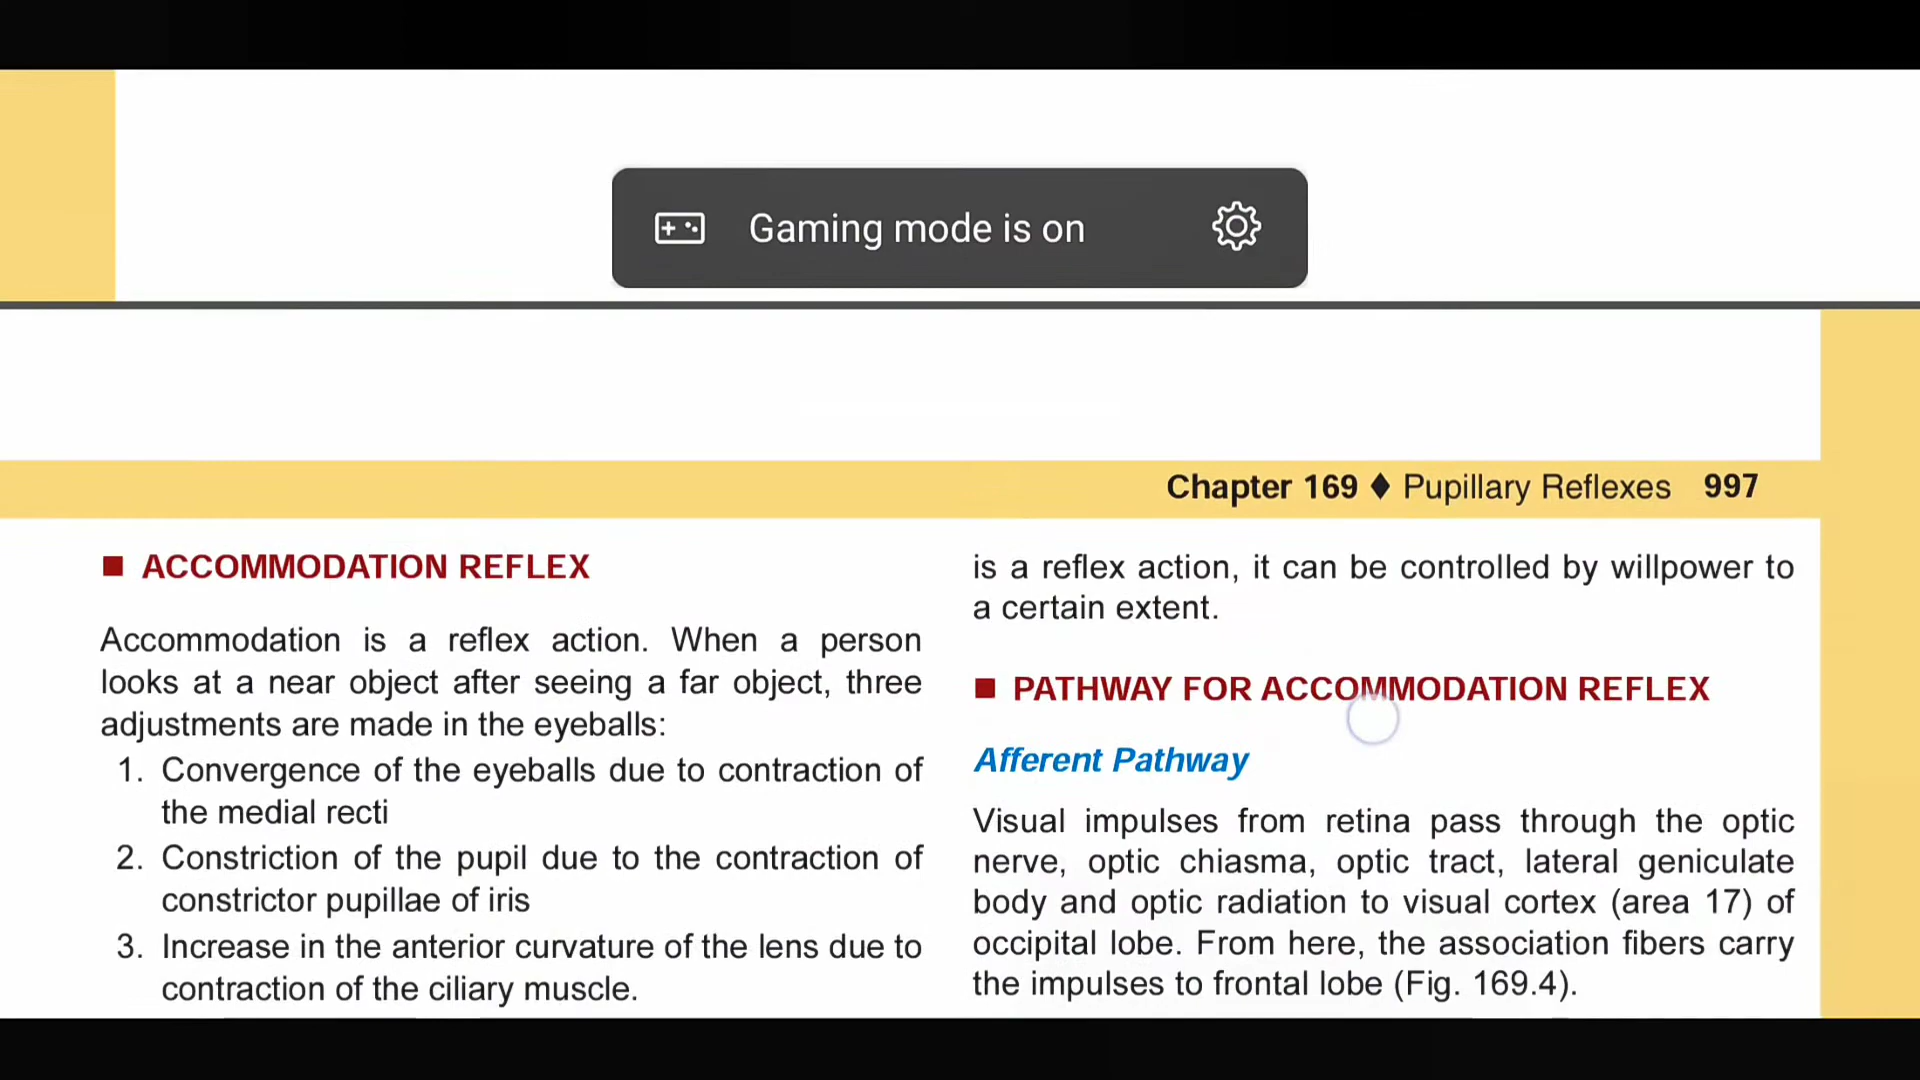 Gaming mode is on
Chapter 169 ♦ Pupillary Reflexes 997
■ ACCOMMODATION REFLEX
Accommodation is a reflex action. When a person
looks at a near object after seeing a far object, three
adjustments are made in the eyeballs:
1. Convergence of the eyeballs due to contraction of
the medial recti
2. Constriction of the pupil due to the contraction of
constrictor pupillae of iris
3. Increase in the anterior curvature of the lens due to
contraction of the ciliary muscle.
is a reflex action, it can be controlled by willpower to
a certain extent.
■ PATHWAY FOR ACCOMMODATION REFLEX
Afferent Pathway
Visual impulses from retina pass through the optic
nerve, optic chiasma, optic tract, lateral geniculate
body and optic radiation to visual cortex (area 17) of
occipital lobe. From here, the association fibers carry
the impulses to frontal lobe (Fig. 169.4).